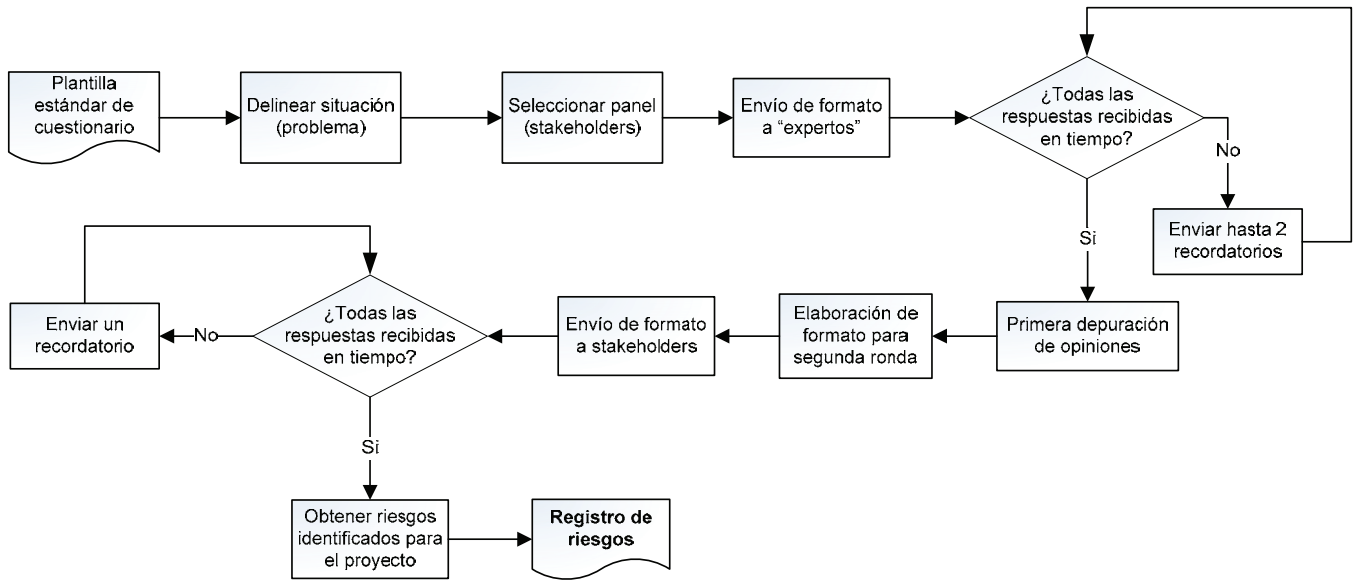 Plantilla
estándar de
cuestionario
Delinear situación
(problema)
Seleccionar panel
(stakeholders)
Envío de formato
a “expertos”
¿Todas las
respuestas recibidas
en tiempo?
No
Enviar hasta 2
recordatorios
Sí
Primera depuración
de opiniones
Elaboración de
formato para
segunda ronda
Envío de formato
a stakeholders
¿Todas las
respuestas recibidas
en tiempo?
No
Enviar un
recordatorio
Sí
Obtener riesgos
identificados para
el proyecto
Registro de
riesgos